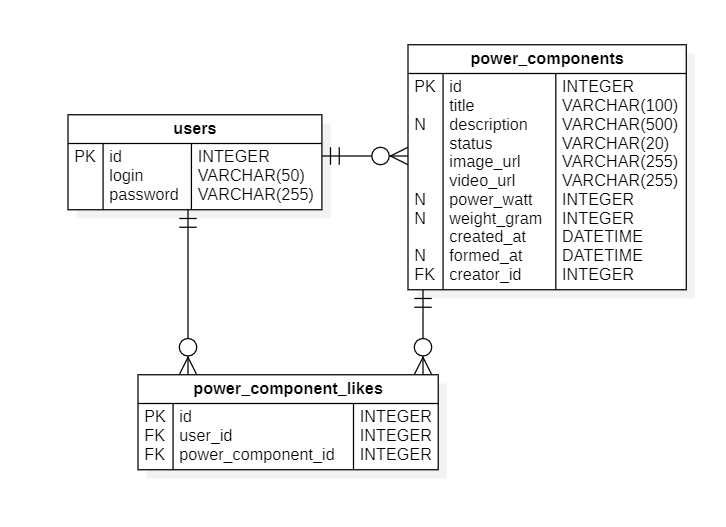 power_components
PK id INTEGER
title VARCHAR(100)
N description VARCHAR(500)
status VARCHAR(20)
image_url VARCHAR(255)
video_url VARCHAR(255)
N power_watt INTEGER
N weight_gram INTEGER
created_at DATETIME
N formed_at DATETIME
FK creator_id INTEGER
users
PK id INTEGER
login VARCHAR(50)
password VARCHAR(255)
power_component_likes
PK id INTEGER
FK user_id INTEGER
FK power_component_id INTEGER